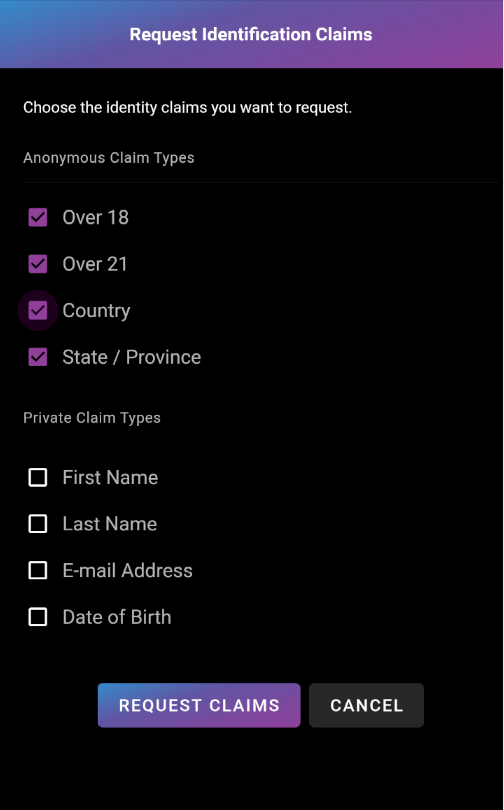 Request Identification Claims
Choose the identity claims you want to request.
Anonymous Claim Types
Over 18
Over 21
Country
State / Province
Private Claim Types
First Name
Last Name
E-mail Address
Date of Birth
REQUEST CLAIMS
CANCEL